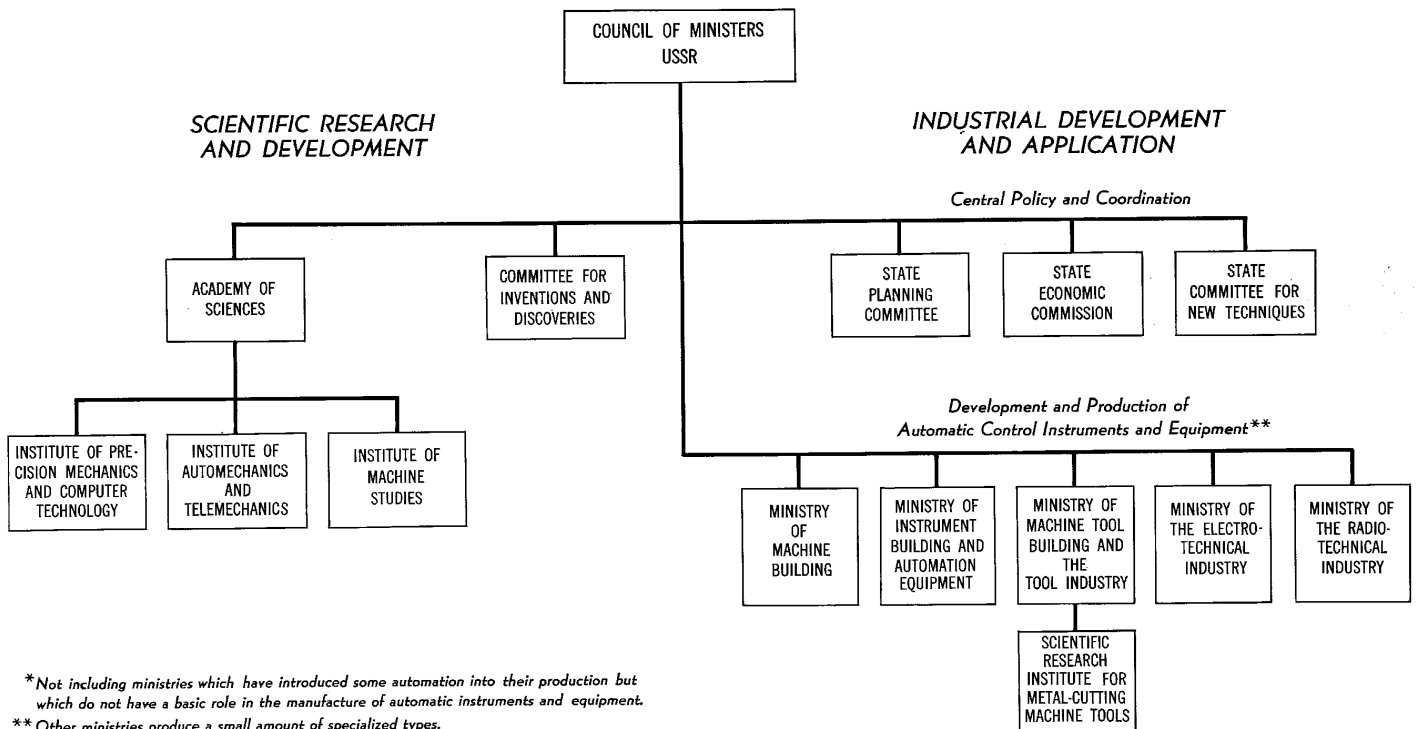 COUNCIL OF MINISTERS
USSR
SCIENTIFIC RESEARCH
AND DEVELOPMENT
INDUSTRIAL DEVELOPMENT
AND APPLICATION
Central Policy and Coordination
ACADEMY OF
SCIENCES
COMMITTEE FOR
INVENTIONS AND
DISCOVERIES
STATE
PLANNING
COMMITTEE
STATE
ECONOMIC
COMMISSION
STATE
COMMITTEE FOR
NEW TECHNIQUES
INSTITUTE OF PRE-
CISION MECHANICS
AND COMPUTER
TECHNOLOGY
INSTITUTE OF
AUTOMECHANICS
AND
TELEMECHANICS
INSTITUTE OF
MACHINE
STUDIES
Development and Production of
Automatic Control Instruments and Equipment**
MINISTRY
OF
MACHINE
BUILDING
MINISTRY OF
INSTRUMENT
BUILDING AND
AUTOMATION
EQUIPMENT
MINISTRY OF
MACHINE TOOL
BUILDING AND
THE
TOOL INDUSTRY
MINISTRY OF
THE ELECTRO-
TECHNICAL
INDUSTRY
MINISTRY OF
THE RADIO-
TECHNICAL
INDUSTRY
SCIENTIFIC
RESEARCH
INSTITUTE FOR
METAL-CUTTING
MACHINE TOOLS
*Not including ministries which have introduced some automation into their production but
which do not have a basic role in the manufacture of automatic instruments and equipment.
**Other ministries produce a small amount of specialized types.